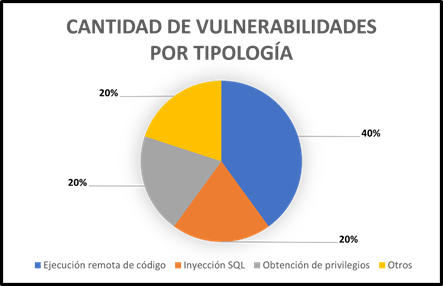 CANTIDAD DE VULNERABILIDADES
POR TIPOLOGÍA
20%
40%
20%
20%
Ejecución remota de código Inyección SQL Obtención de privilegios Otros